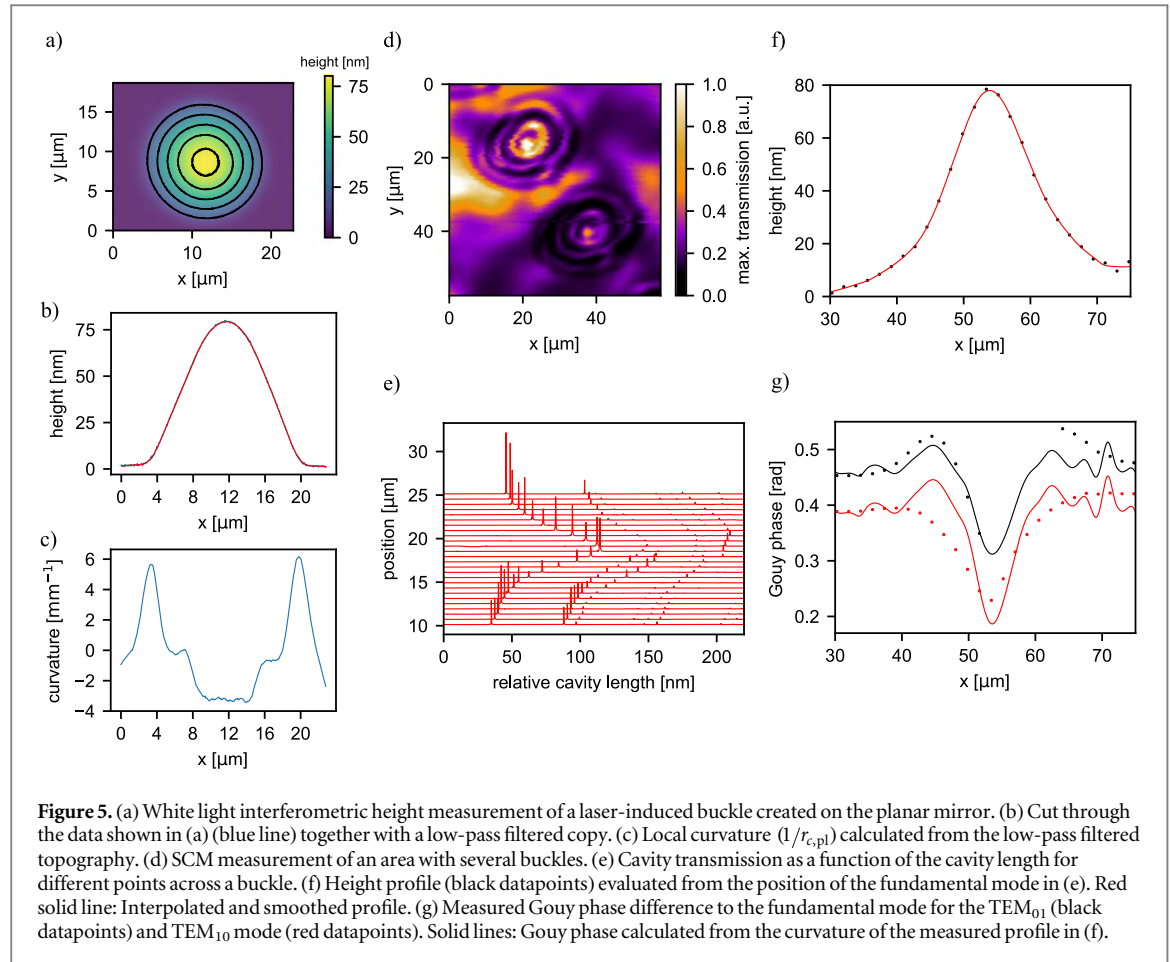 a)
height [nm]
75
50
25
0
15
10
5
0
y [μm]
0
10
20
x [μm]
b)
75
50
25
0
height [nm]
0
4
8
12
16
20
x [μm]
c)
6
4
2
0
−2
−4
curvature [mm−1]
0
4
8
12
16
20
x [μm]
d)
0
20
40
y [μm]
0
20
40
x [μm]
1.0
0.8
0.6
0.4
0.2
0.0
max. transmission [a.u.]
e)
30
25
20
15
10
position [μm]
0
50
100
150
200
relative cavity length [nm]
f)
80
60
40
20
0
height [nm]
30
40
50
60
70
x [μm]
g)
0.5
0.4
0.3
0.2
Gouy phase [rad]
30
40
50
60
70
x [μm]
Figure 5. (a) White light interferometric height measurement of a laser-induced buckle created on the planar mirror. (b) Cut through
the data shown in (a) (blue line) together with a low-pass filtered copy. (c) Local curvature (1/r_{c,pl}) calculated from the low-pass filtered
topography. (d) SCM measurement of an area with several buckles. (e) Cavity transmission as a function of the cavity length for
different points across a buckle. (f) Height profile (black datapoints) evaluated from the position of the fundamental mode in (e). Red
solid line: Interpolated and smoothed profile. (g) Measured Gouy phase difference to the fundamental mode for the TEM₀₁ (black
datapoints) and TEM₁₀ mode (red datapoints). Solid lines: Gouy phase calculated from the curvature of the measured profile in (f).